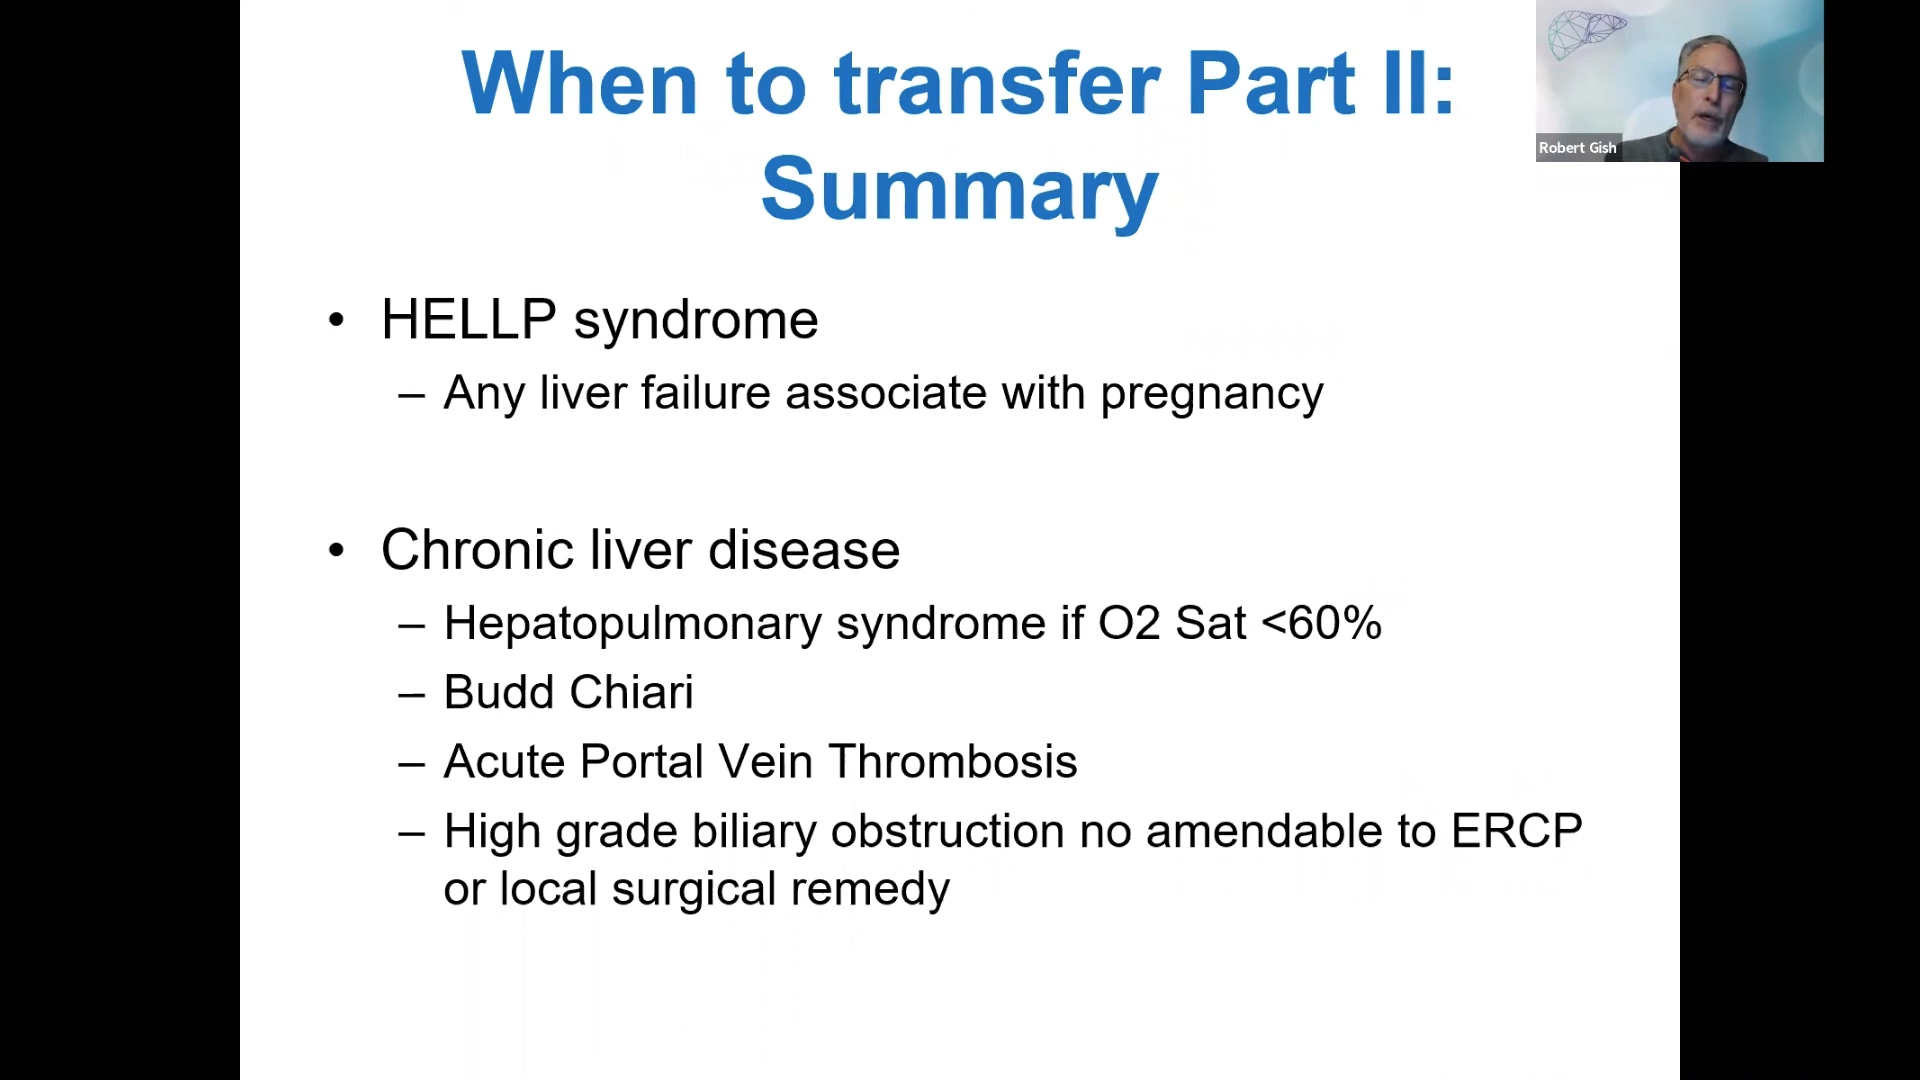 When to transfer Part II:
Summary
Robert Gish
• HELLP syndrome
– Any liver failure associate with pregnancy
• Chronic liver disease
– Hepatopulmonary syndrome if O2 Sat <60%
– Budd Chiari
– Acute Portal Vein Thrombosis
– High grade biliary obstruction no amendable to ERCP
or local surgical remedy